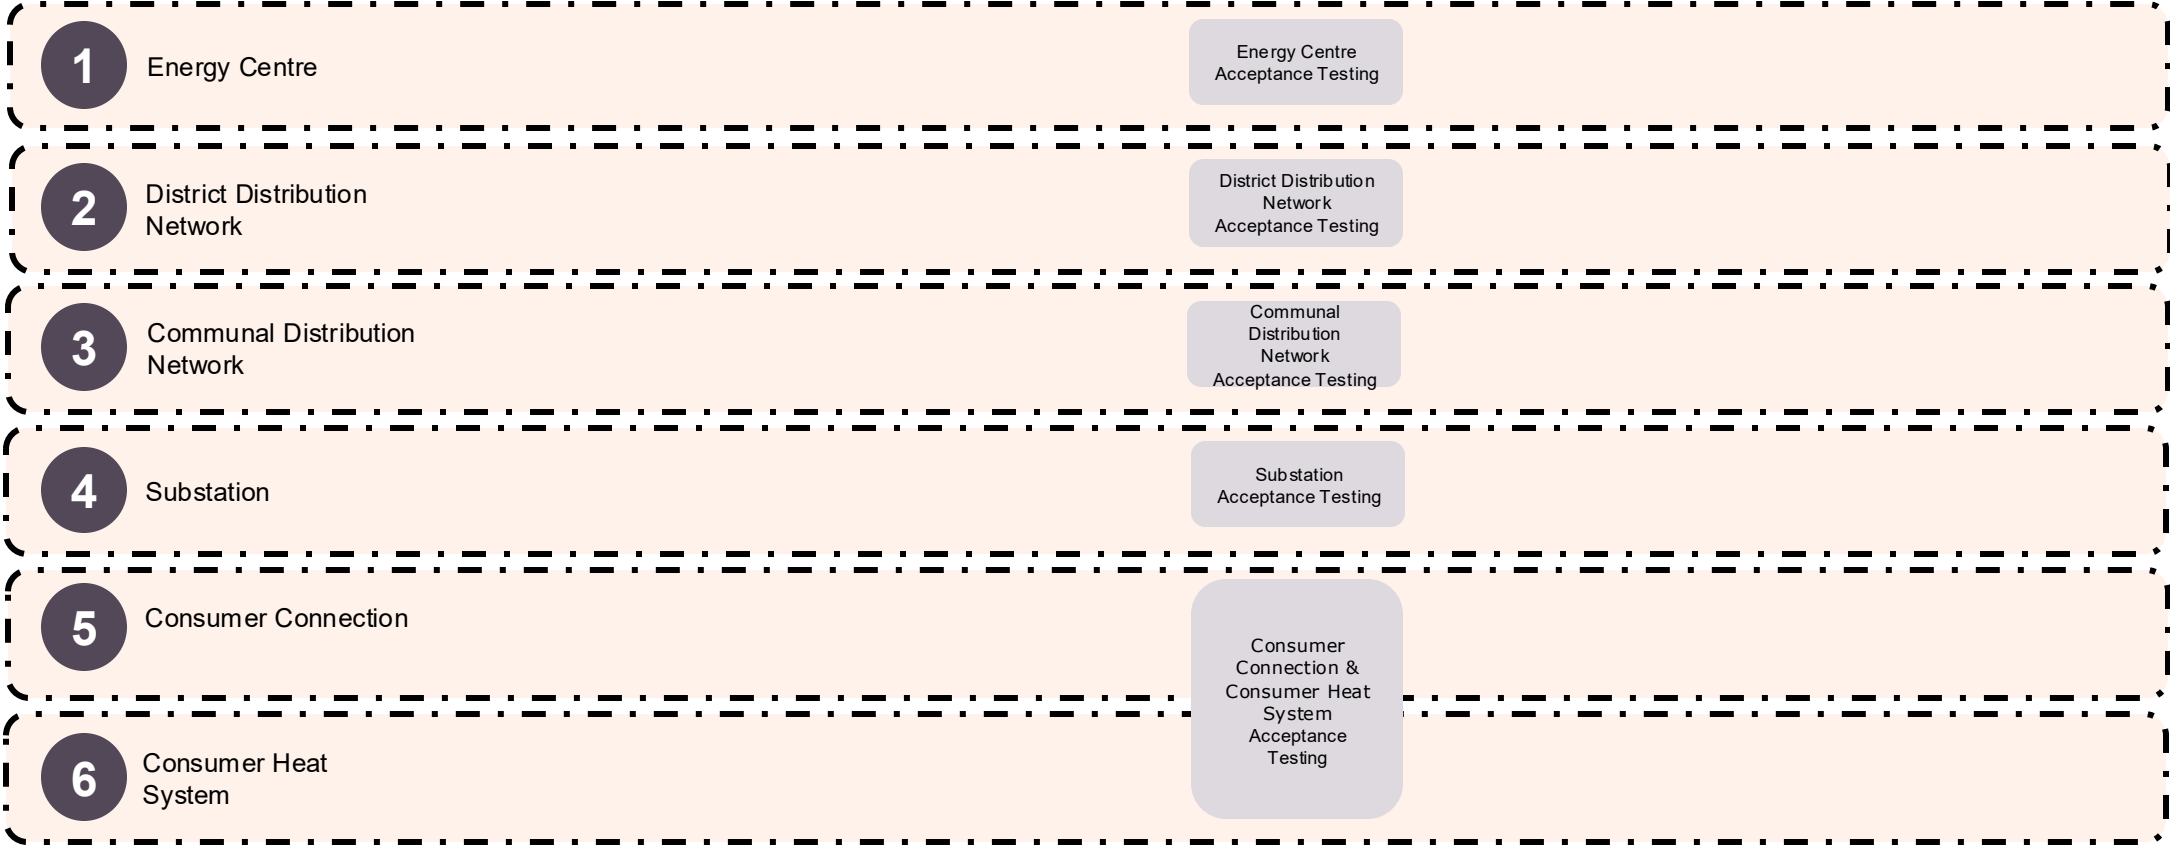 1
Energy Centre
Energy Centre
Acceptance Testing
2
District Distribution
Network
District Distribution
Network
Acceptance Testing
3
Communal Distribution
Network
Communal
Distribution
Network
Acceptance Testing
4
Substation
Substation
Acceptance Testing
5
Consumer Connection
6
Consumer Heat
System
Consumer
Connection &
Consumer Heat
System
Acceptance
Testing